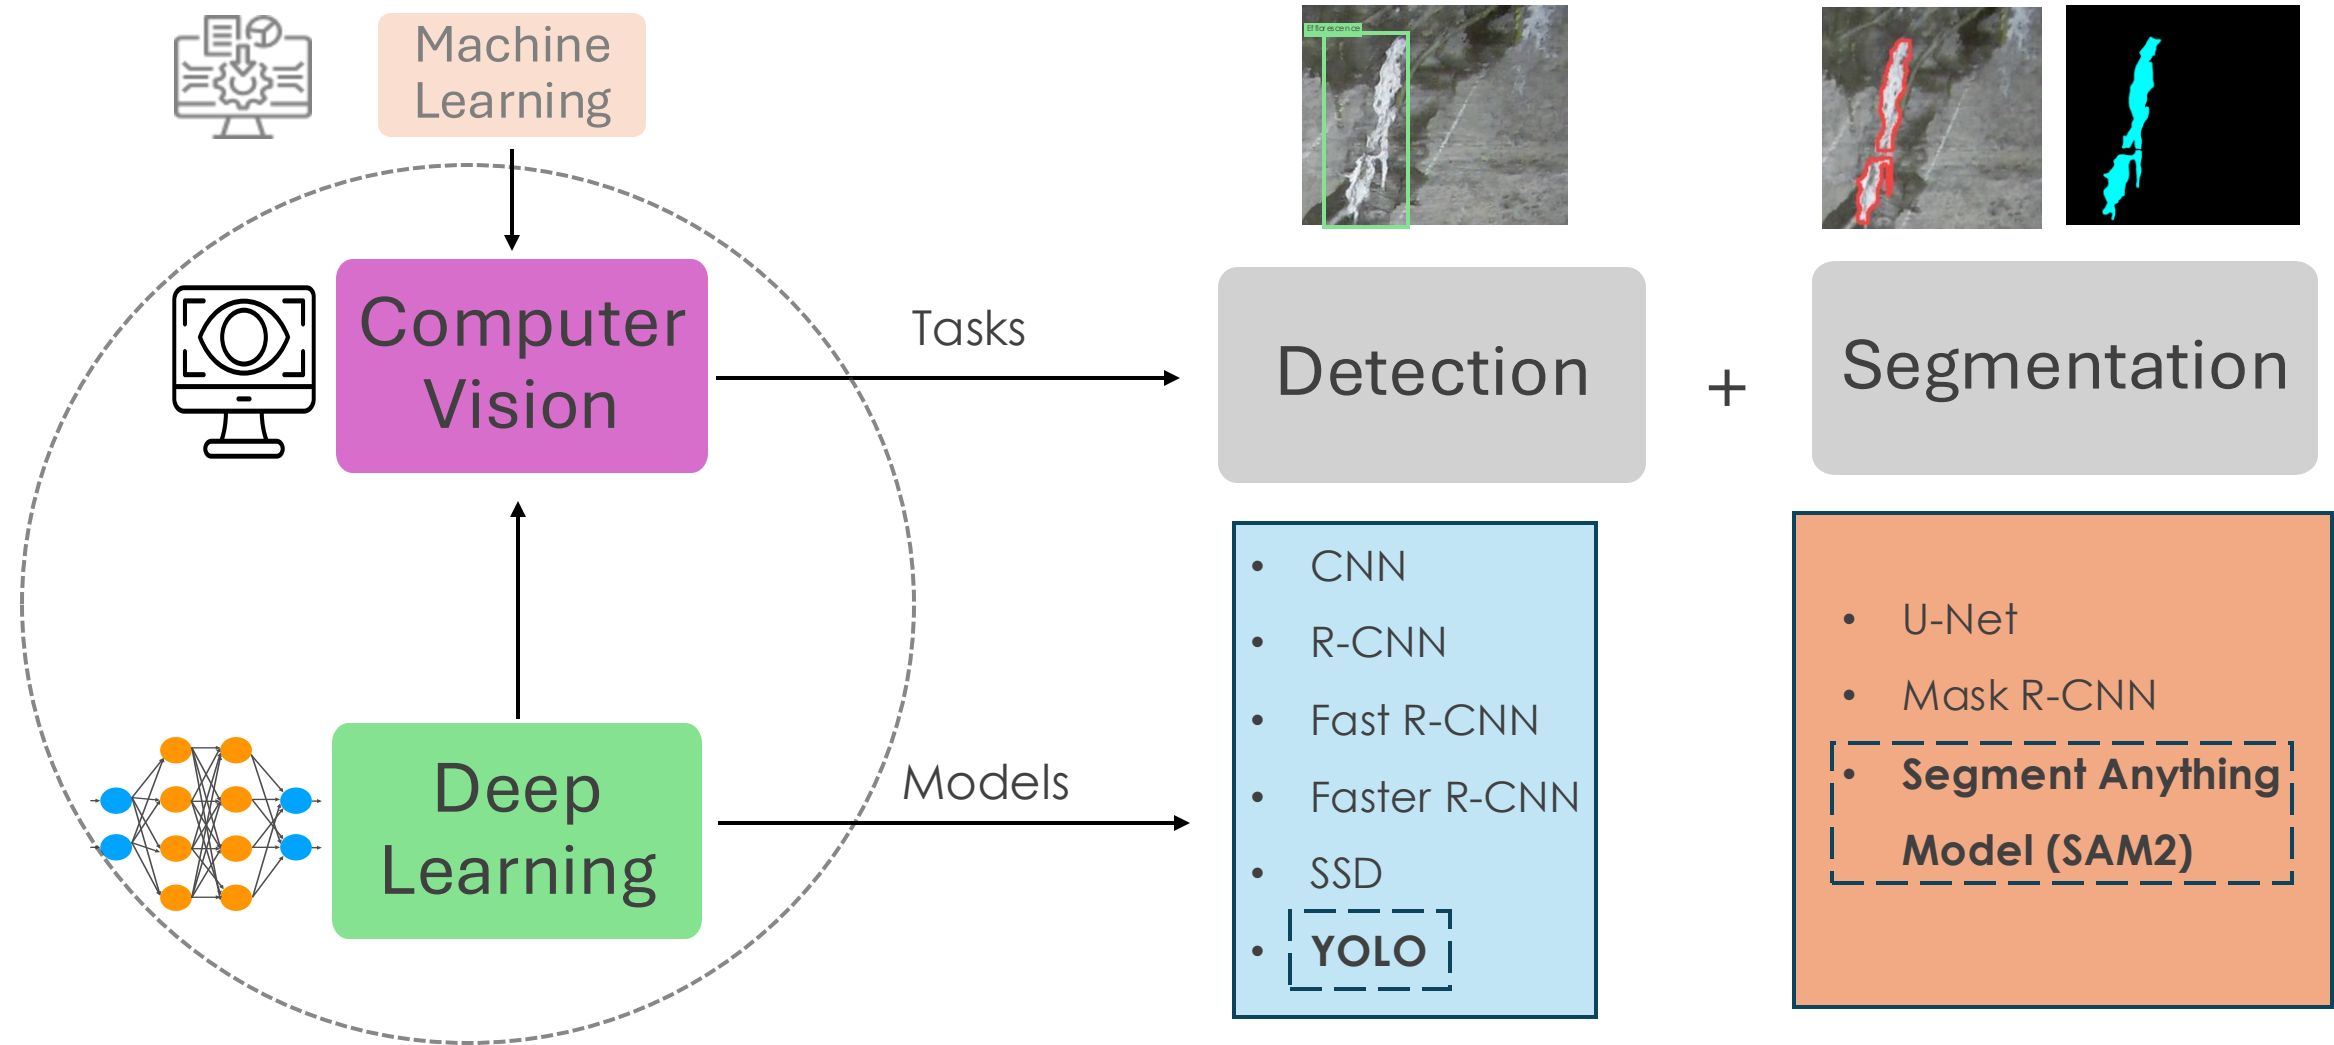 Machine
Learning
Efflorescence
Computer
Vision
Tasks
Detection
+
Segmentation
Deep
Learning
Models
• CNN
• R-CNN
• Fast R-CNN
• Faster R-CNN
• SSD
• YOLO
• U-Net
• Mask R-CNN
• Segment Anything
Model (SAM2)